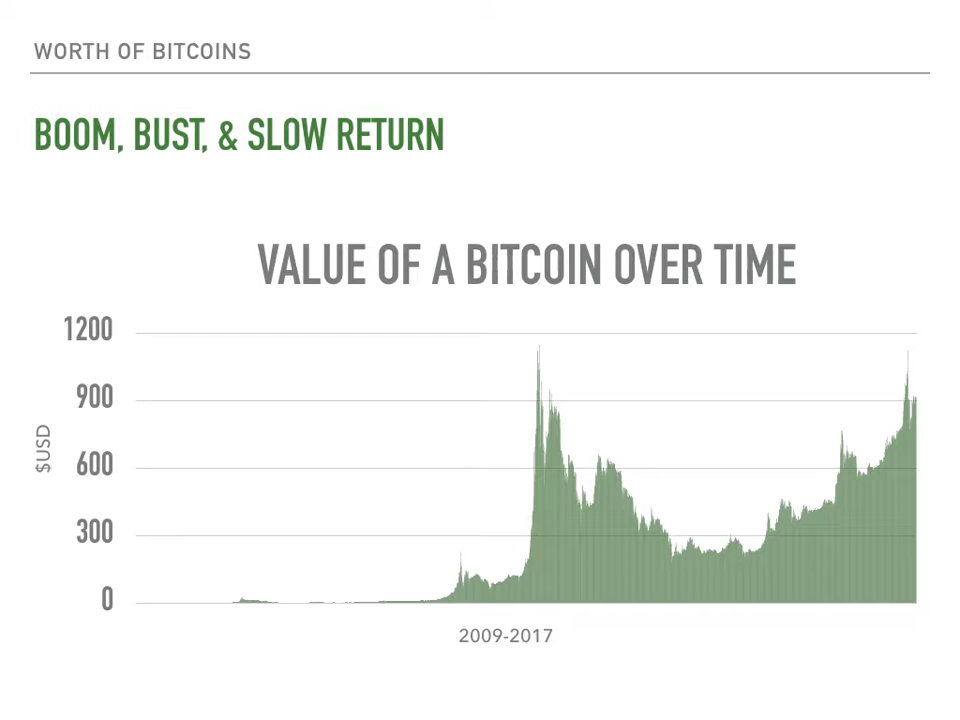 WORTH OF BITCOINS
BOOM, BUST, & SLOW RETURN
VALUE OF A BITCOIN OVER TIME
1200
900
600
300
0
$USD
2009-2017